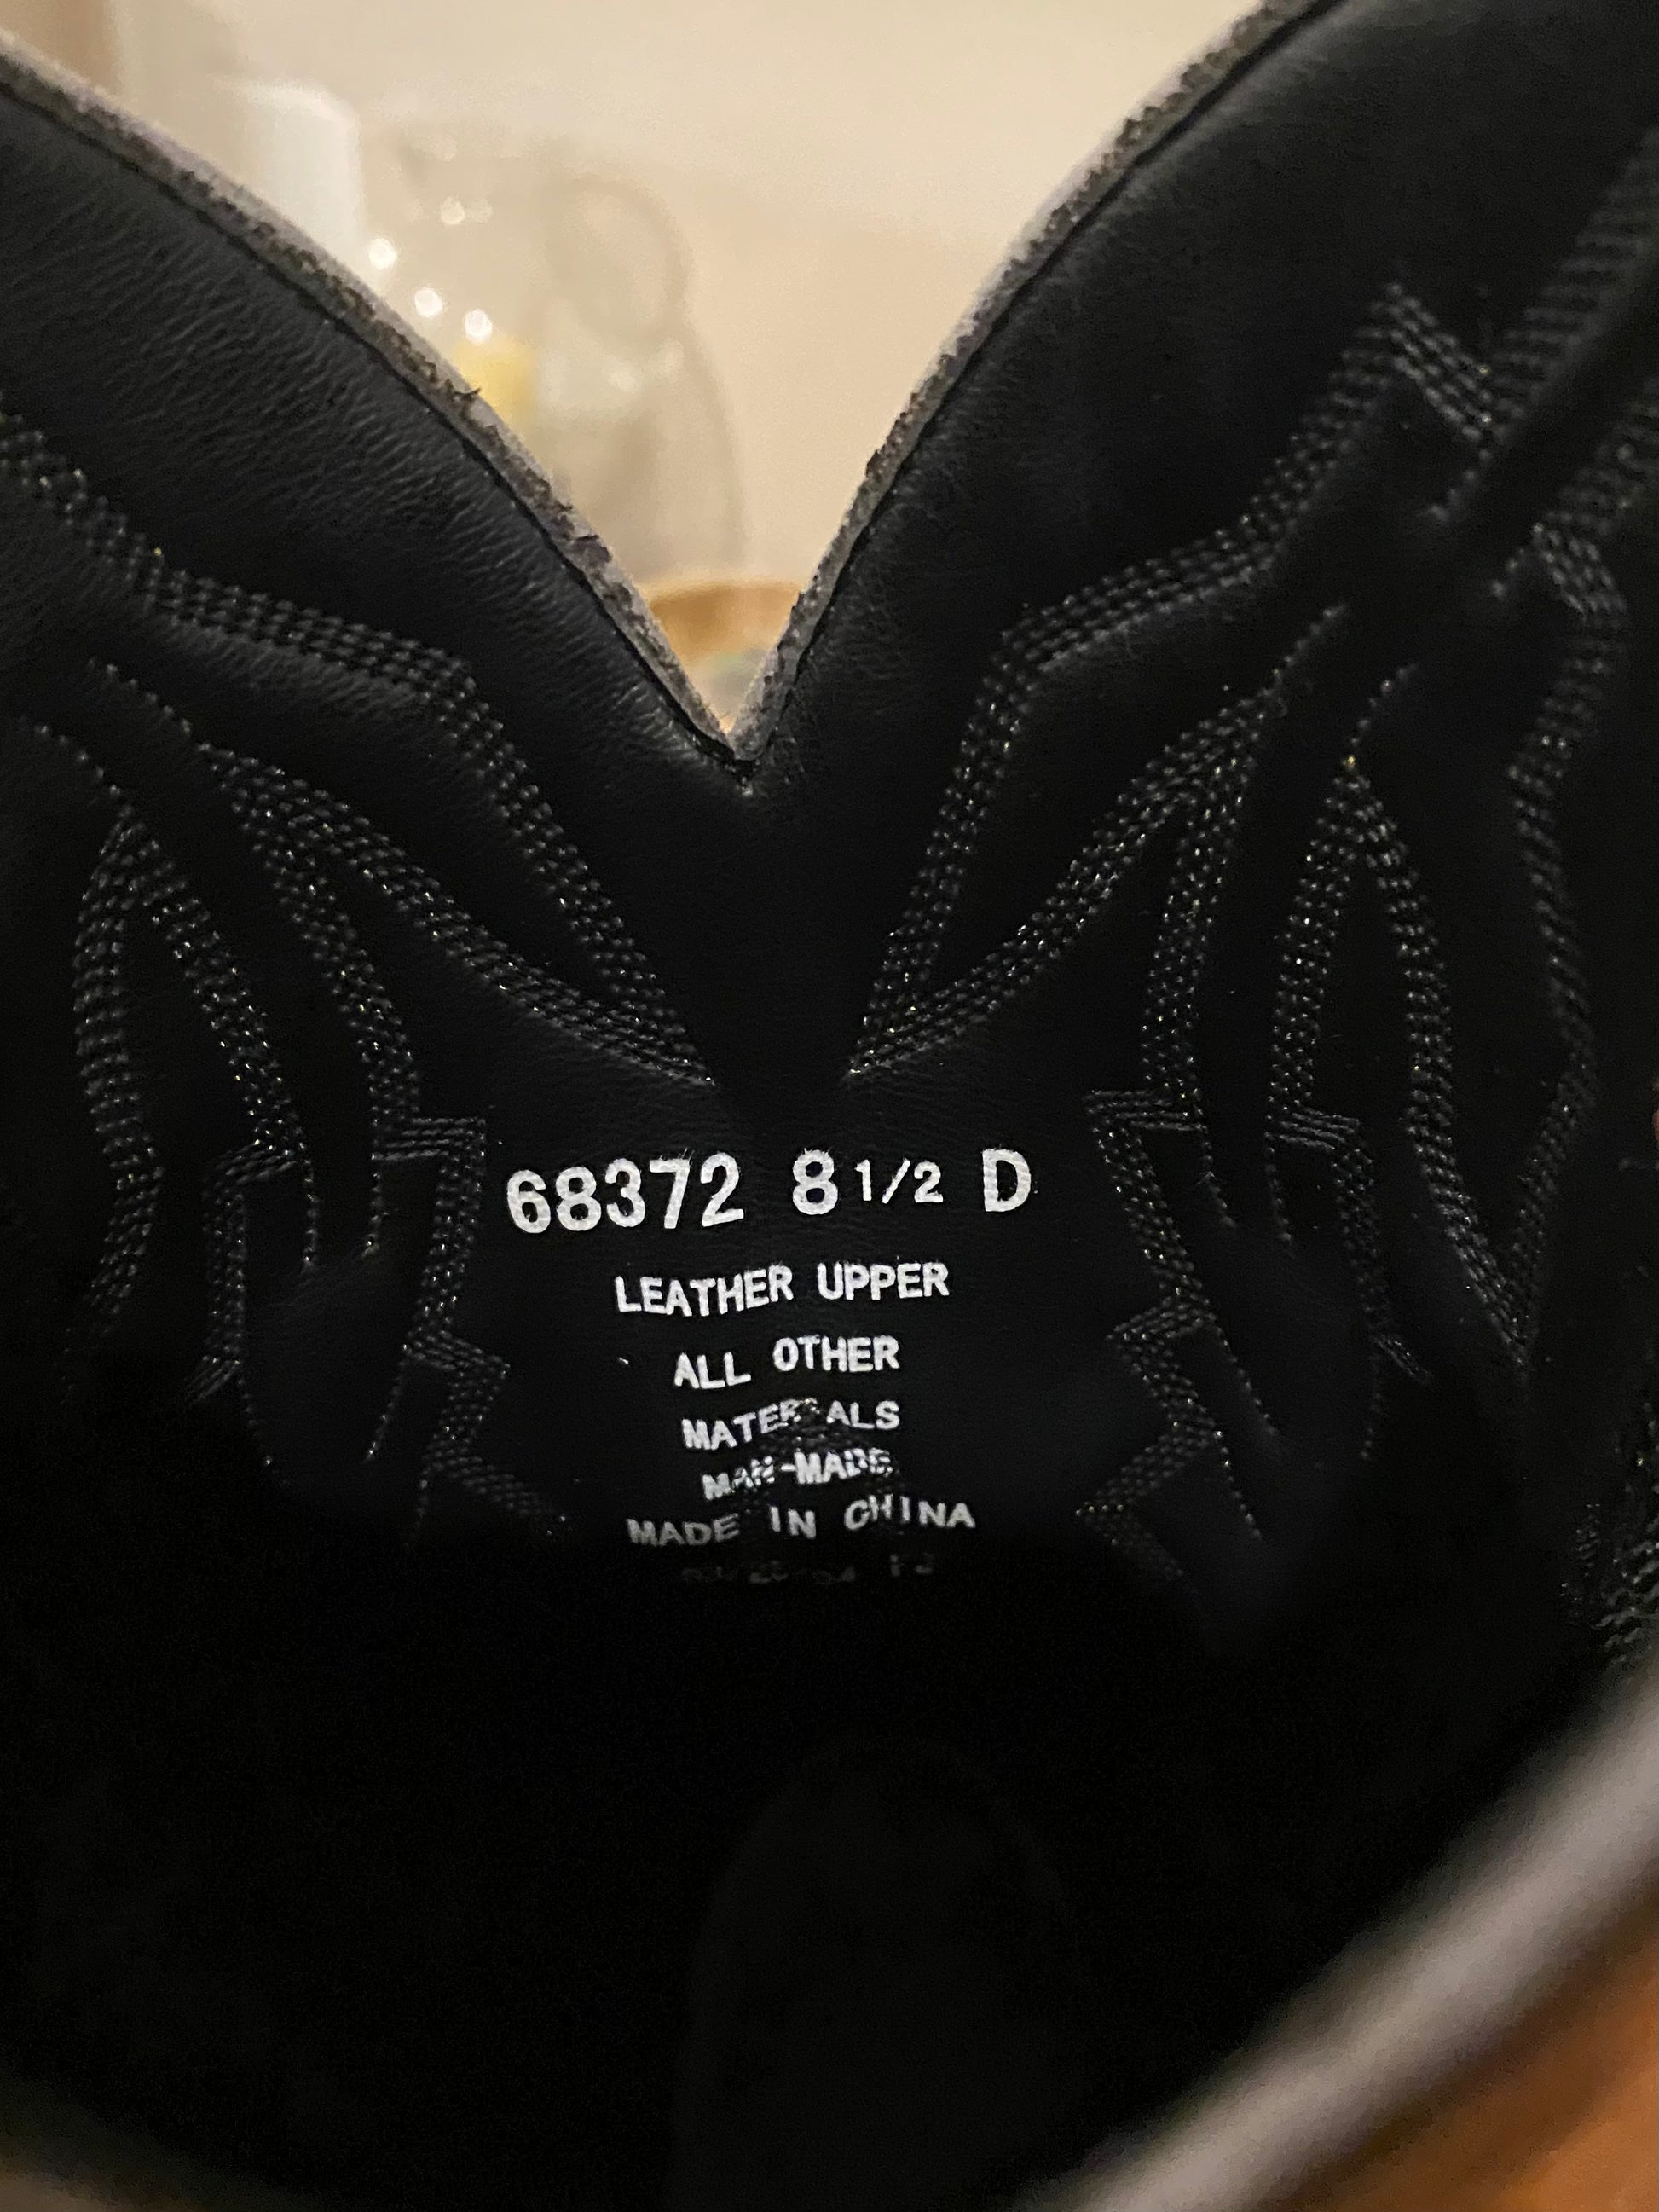 68372 8 1/2 D
LEATHER UPPER
ALL OTHER
MATERIALS
MAN-MADE
MADE IN CHINA